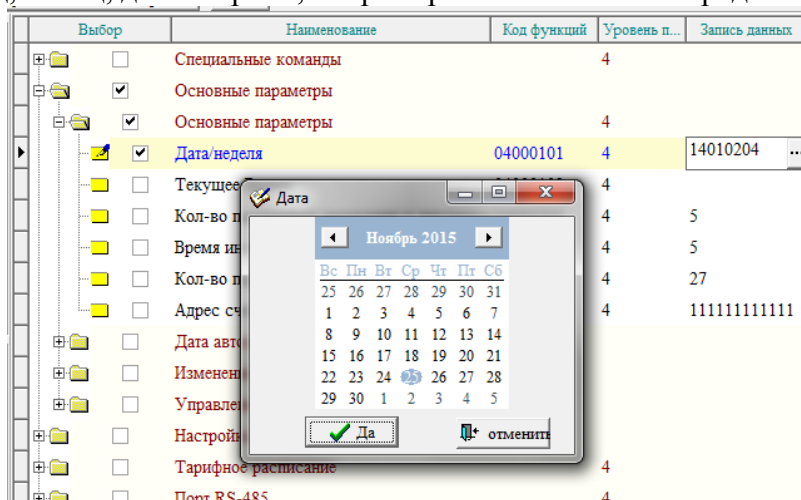 Выбор Наименование Код функций Уровень п... Запись данных
Специальные команды 4
Основные параметры
Основные параметры 4
Дата/неделя 04000101 4 14010204 ...
Текущее 4
Кол-во п 4 5
Время ин 4 5
Кол-во п 4 27
Адрес сч 4 111111111111
Дата авто
Изменени
Управлен
Настройк
Тарифное расписание 4
Порт RS-485 4
Дата
Ноябрь 2015
Вс Пн Вт Ср Чт Пт Сб
25 26 27 28 29 30 31
1 2 3 4 5 6 7
8 9 10 11 12 13 14
15 16 17 18 19 20 21
22 23 24 25 26 27 28
29 30 1 2 3 4 5
Да отменить